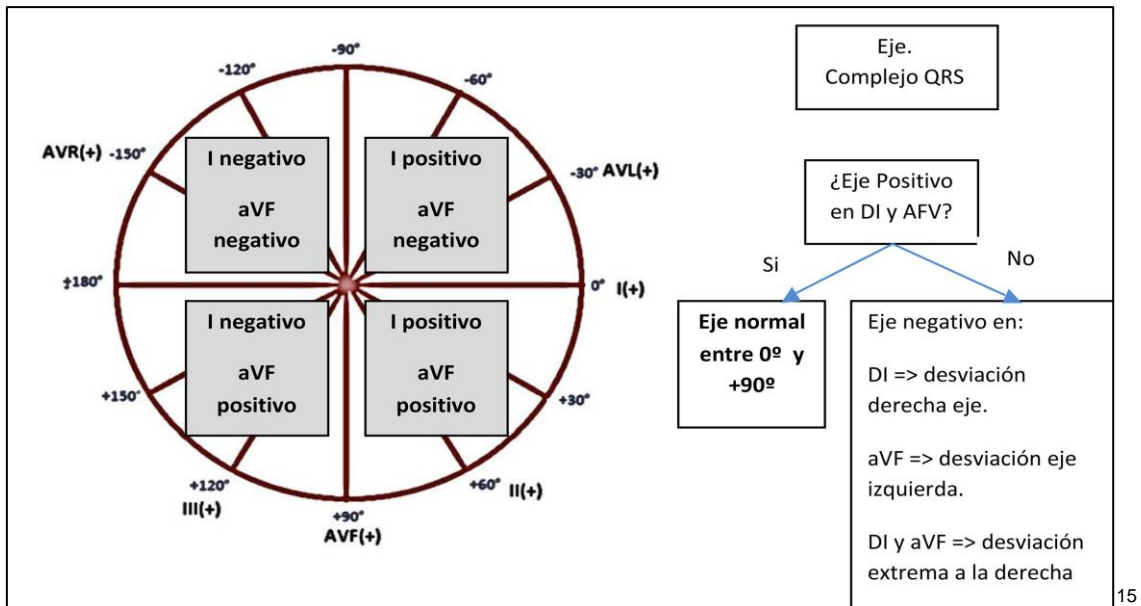 -90°
-120°
-60°
AVR(+) -150°
-30° AVL(+)
I negativo
aVF
negativo
I positivo
aVF
negativo
‡180°
0° I(+)
I negativo
aVF
positivo
I positivo
aVF
positivo
+150°
+30°
+120°
III(+)
+60°
II(+)
+90°
AVF(+)
Eje.
Complejo QRS
¿Eje Positivo
en DI y AFV?
Si
No
Eje normal
entre 0º y
+90º
Eje negativo en:
DI => desviación
derecha eje.
aVF => desviación eje
izquierda.
DI y aVF => desviación
extrema a la derecha
15